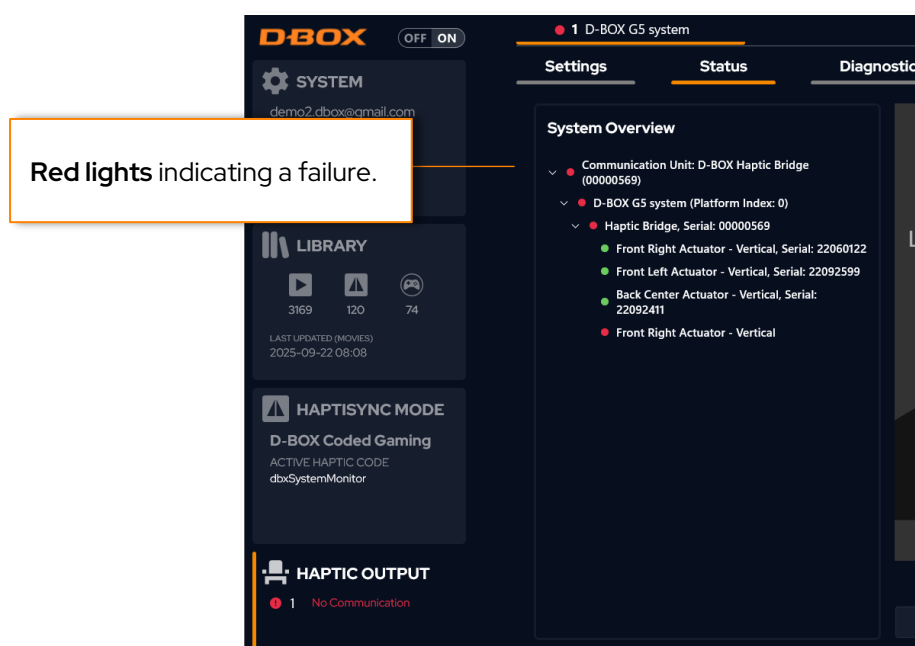 D-BOX
OFF ON
1 D-BOX G5 system
Settings
Status
Diagnostic
SYSTEM
demo2.dbox@gmail.com
Red lights indicating a failure.
System Overview
Communication Unit: D-BOX Haptic Bridge
(00000569)
D-BOX G5 system (Platform Index: 0)
Haptic Bridge, Serial: 00000569
Front Right Actuator - Vertical, Serial: 22060122
Front Left Actuator - Vertical, Serial: 22092599
Back Center Actuator - Vertical, Serial:
22092411
Front Right Actuator - Vertical
LIBRARY
3169 120 74
LAST UPDATED (MOVIES)
2025-09-22 08:08
HAPTISYNC MODE
D-BOX Coded Gaming
ACTIVE HAPTIC CODE
dbxSystemMonitor
HAPTIC OUTPUT
1 No Communication